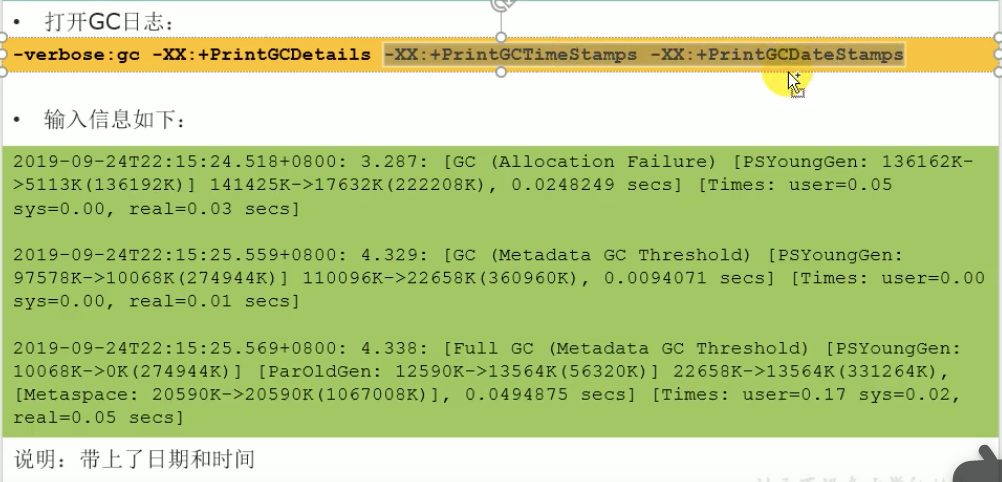 • 打开GC日志：
-verbose:gc -XX:+PrintGCDetails -XX:+PrintGCTimeStamps -XX:+PrintGCDateStamps
• 输入信息如下：
2019-09-24T22:15:24.518+0800: 3.287: [GC (Allocation Failure) [PSYoungGen: 136162K-
>5113K(136192K)] 141425K->17632K(222208K), 0.0248249 secs] [Times: user=0.05
sys=0.00, real=0.03 secs]
2019-09-24T22:15:25.559+0800: 4.329: [GC (Metadata GC Threshold) [PSYoungGen:
97578K->10068K(274944K)] 110096K->22658K(360960K), 0.0094071 secs] [Times: user=0.00
sys=0.00, real=0.01 secs]
2019-09-24T22:15:25.569+0800: 4.338: [Full GC (Metadata GC Threshold) [PSYoungGen:
10068K->0K(274944K)] [ParOldGen: 12590K->13564K(56320K)] 22658K->13564K(331264K),
[Metaspace: 20590K->20590K(1067008K)], 0.0494875 secs] [Times: user=0.17 sys=0.02,
real=0.05 secs]
说明：带上了日期和时间